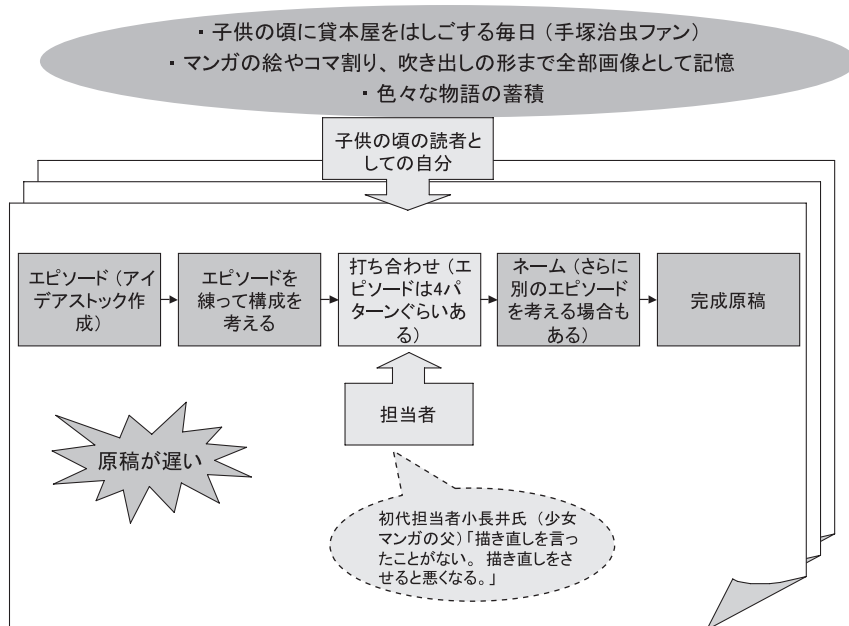 ・子供の頃に貸本屋をはしごする毎日（手塚治虫ファン）
・マンガの絵やコマ割り、吹き出しの形まで全部画像として記憶
・色々な物語の蓄積
子供の頃の読者と
しての自分
エピソード（アイ
デアストック作
成）
エピソードを
練って構成を
考える
打ち合わせ（エ
ピソードは4パ
ターンぐらいあ
る）
ネーム（さらに
別のエピソード
を考える場合も
ある）
完成原稿
担当者
原稿が遅い
初代担当者小長井氏（少女
マンガの父）「描き直しを言っ
たことがない。描き直しをさ
せると悪くなる。」